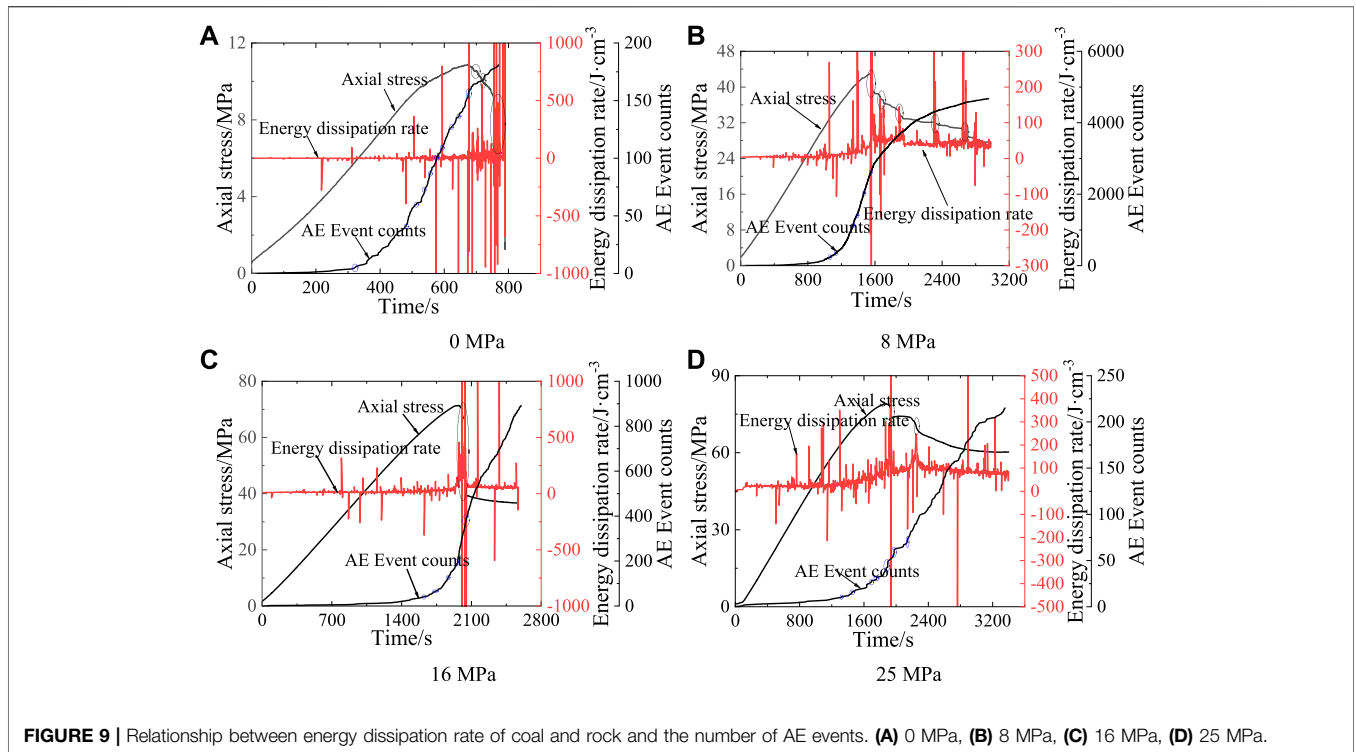 A
12
9
6
3
0
Axial stress/MPa
Axial stress
Energy dissipation rate
AE Event counts
0 200 400 600 800
Time/s
1000
500
0
-500
-1000
Energy dissipation rate/J·cm-3
200
150
100
50
0
AE Event counts
0 MPa
B
48
40
32
24
16
8
0
Axial stress/MPa
Axial stress
Energy dissipation rate
AE Event counts
0 800 1600 2400 3200
Time/s
300
200
100
0
-100
-200
-300
Energy dissipation rate/J·cm-3
6000
4000
2000
0
AE Event counts
8 MPa
C
80
70
60
50
40
30
20
10
0
Axial stress/MPa
Axial stress
Energy dissipation rate
AE Event counts
0 700 1400 2100 2800
Time/s
1000
500
0
-500
-1000
Energy dissipation rate/J·cm-3
1000
900
800
700
600
500
400
300
200
100
0
AE Event counts
16 MPa
D
90
60
30
0
Axial stress/MPa
Axial stress
Energy dissipation rate
AE Event counts
0 800 1600 2400 3200
Time/s
500
400
300
200
100
0
-100
-200
-300
-400
-500
Energy dissipation rate/J·cm-3
250
200
150
100
50
0
AE Event counts
25 MPa
FIGURE 9 | Relationship between energy dissipation rate of coal and rock and the number of AE events. (A) 0 MPa, (B) 8 MPa, (C) 16 MPa, (D) 25 MPa.